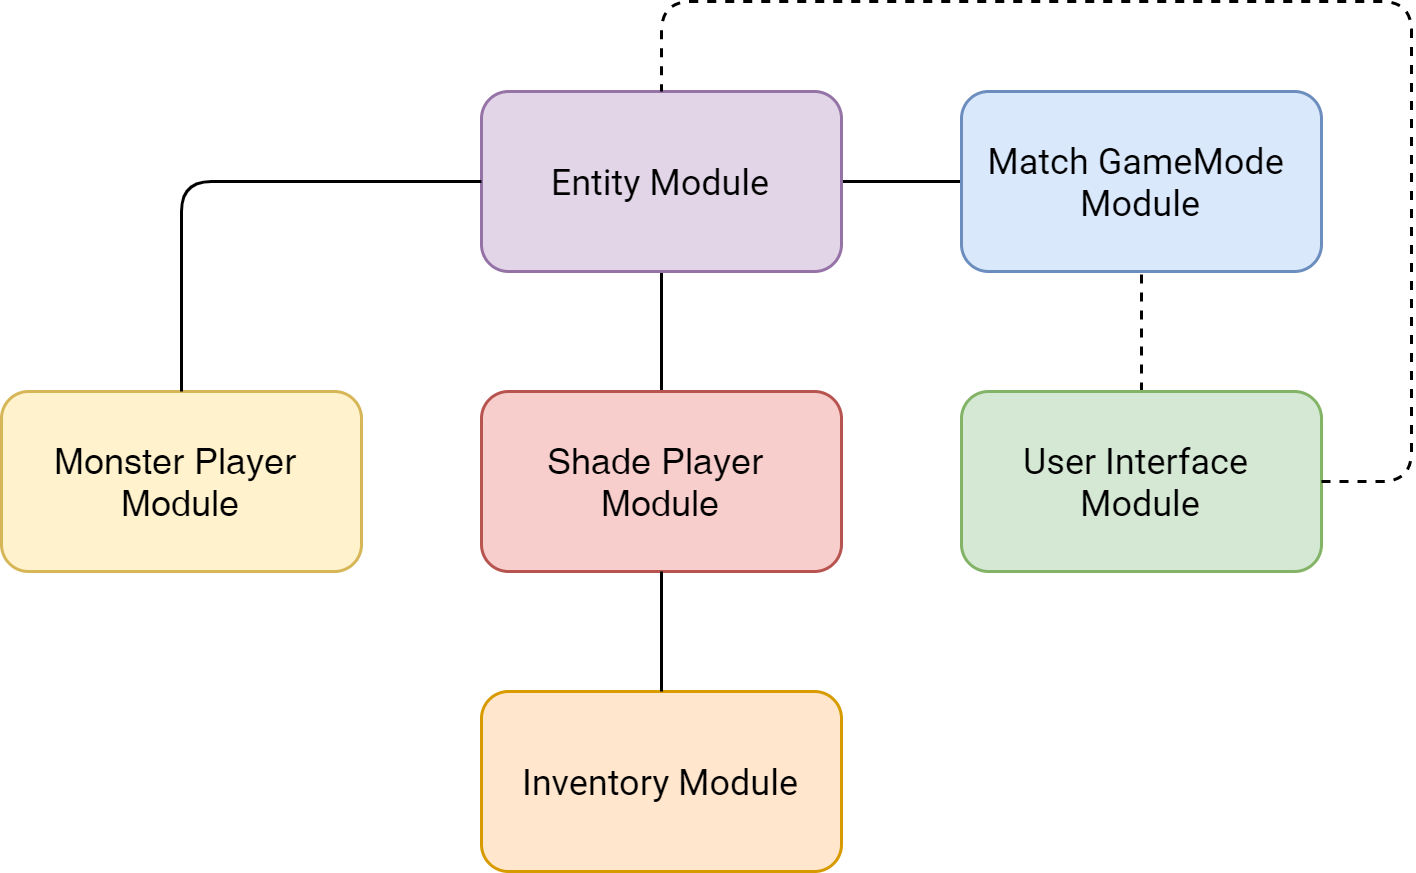 Entity Module
Match GameMode
Module
Monster Player
Module
Shade Player
Module
User Interface
Module
Inventory Module